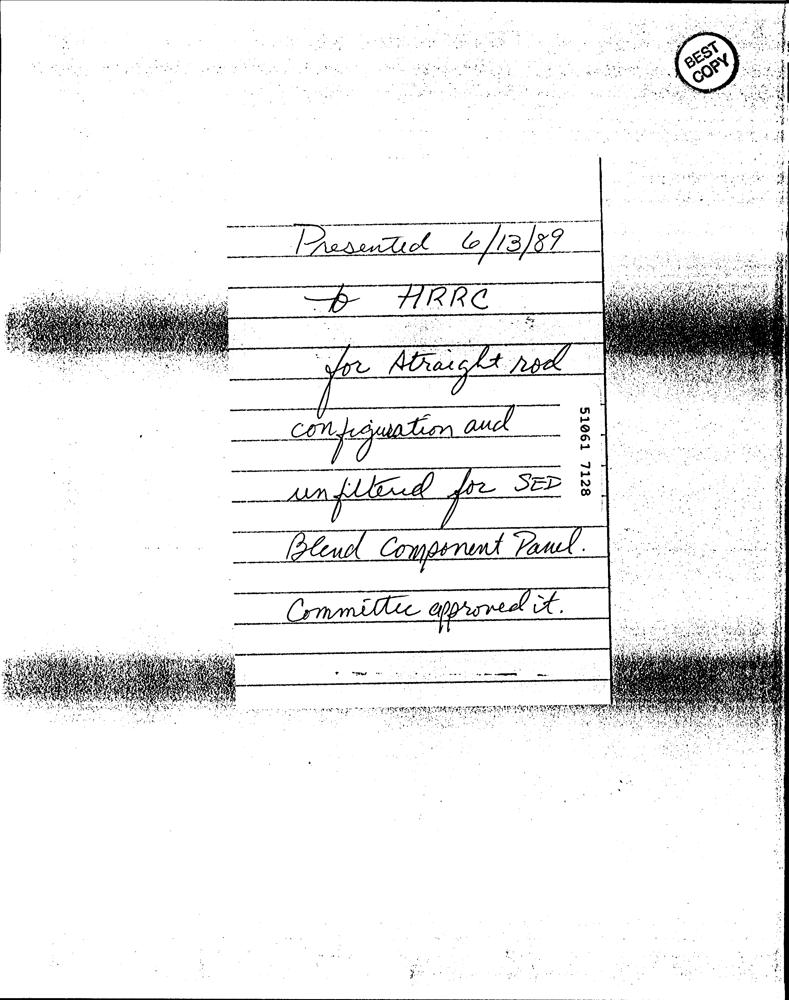 BEST
COPY
Presented 6/13/89
to HRRC
for straight rod
configuration and
unfiltered for SED
Blend Component Panel.
Committee approved it.
51061 7128